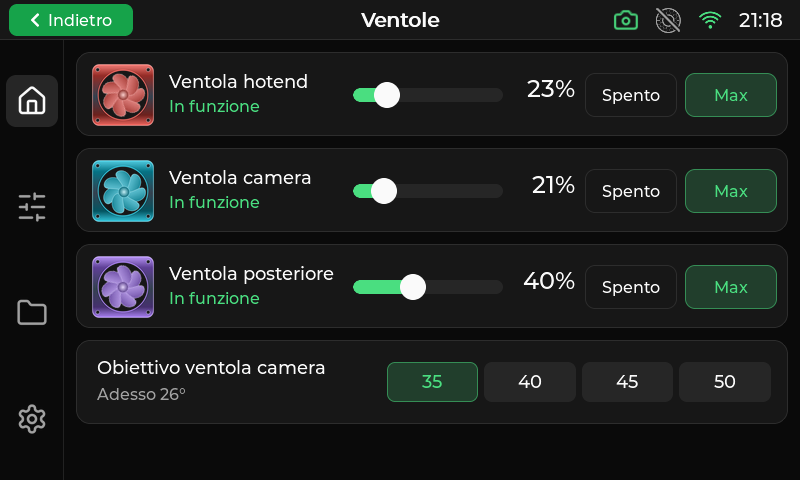 Indietro
Ventole
21:18
Ventola hotend
In funzione
23%
Spento
Max
Ventola camera
In funzione
21%
Spento
Max
Ventola posteriore
In funzione
40%
Spento
Max
Obiettivo ventola camera
Adesso 26°
35
40
45
50